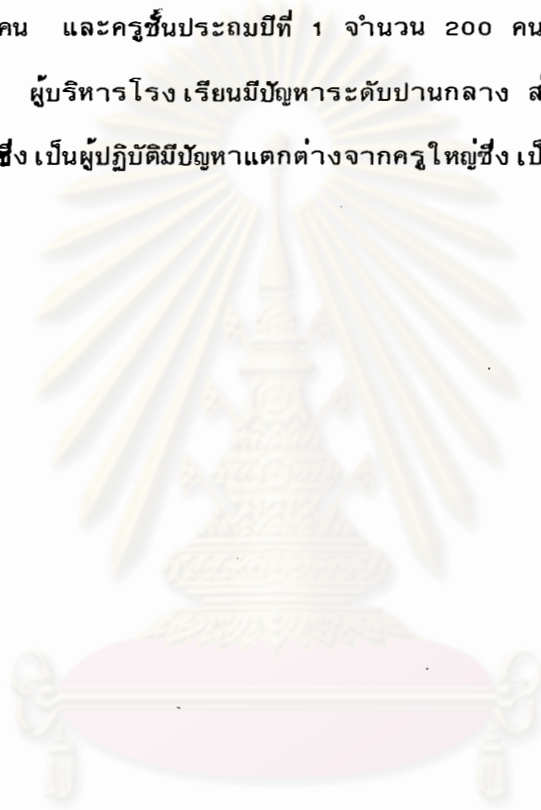 คน และครูชั้นประถมปีที่ 1 จำนวน 200 คน
ผู้บริหารโรงเรียนมีปัญหาระดับปานกลาง ส่
ซึ่งเป็นผู้ปฏิบัติมีปัญหาแตกต่างจากครูใหญ่ซึ่งเป็